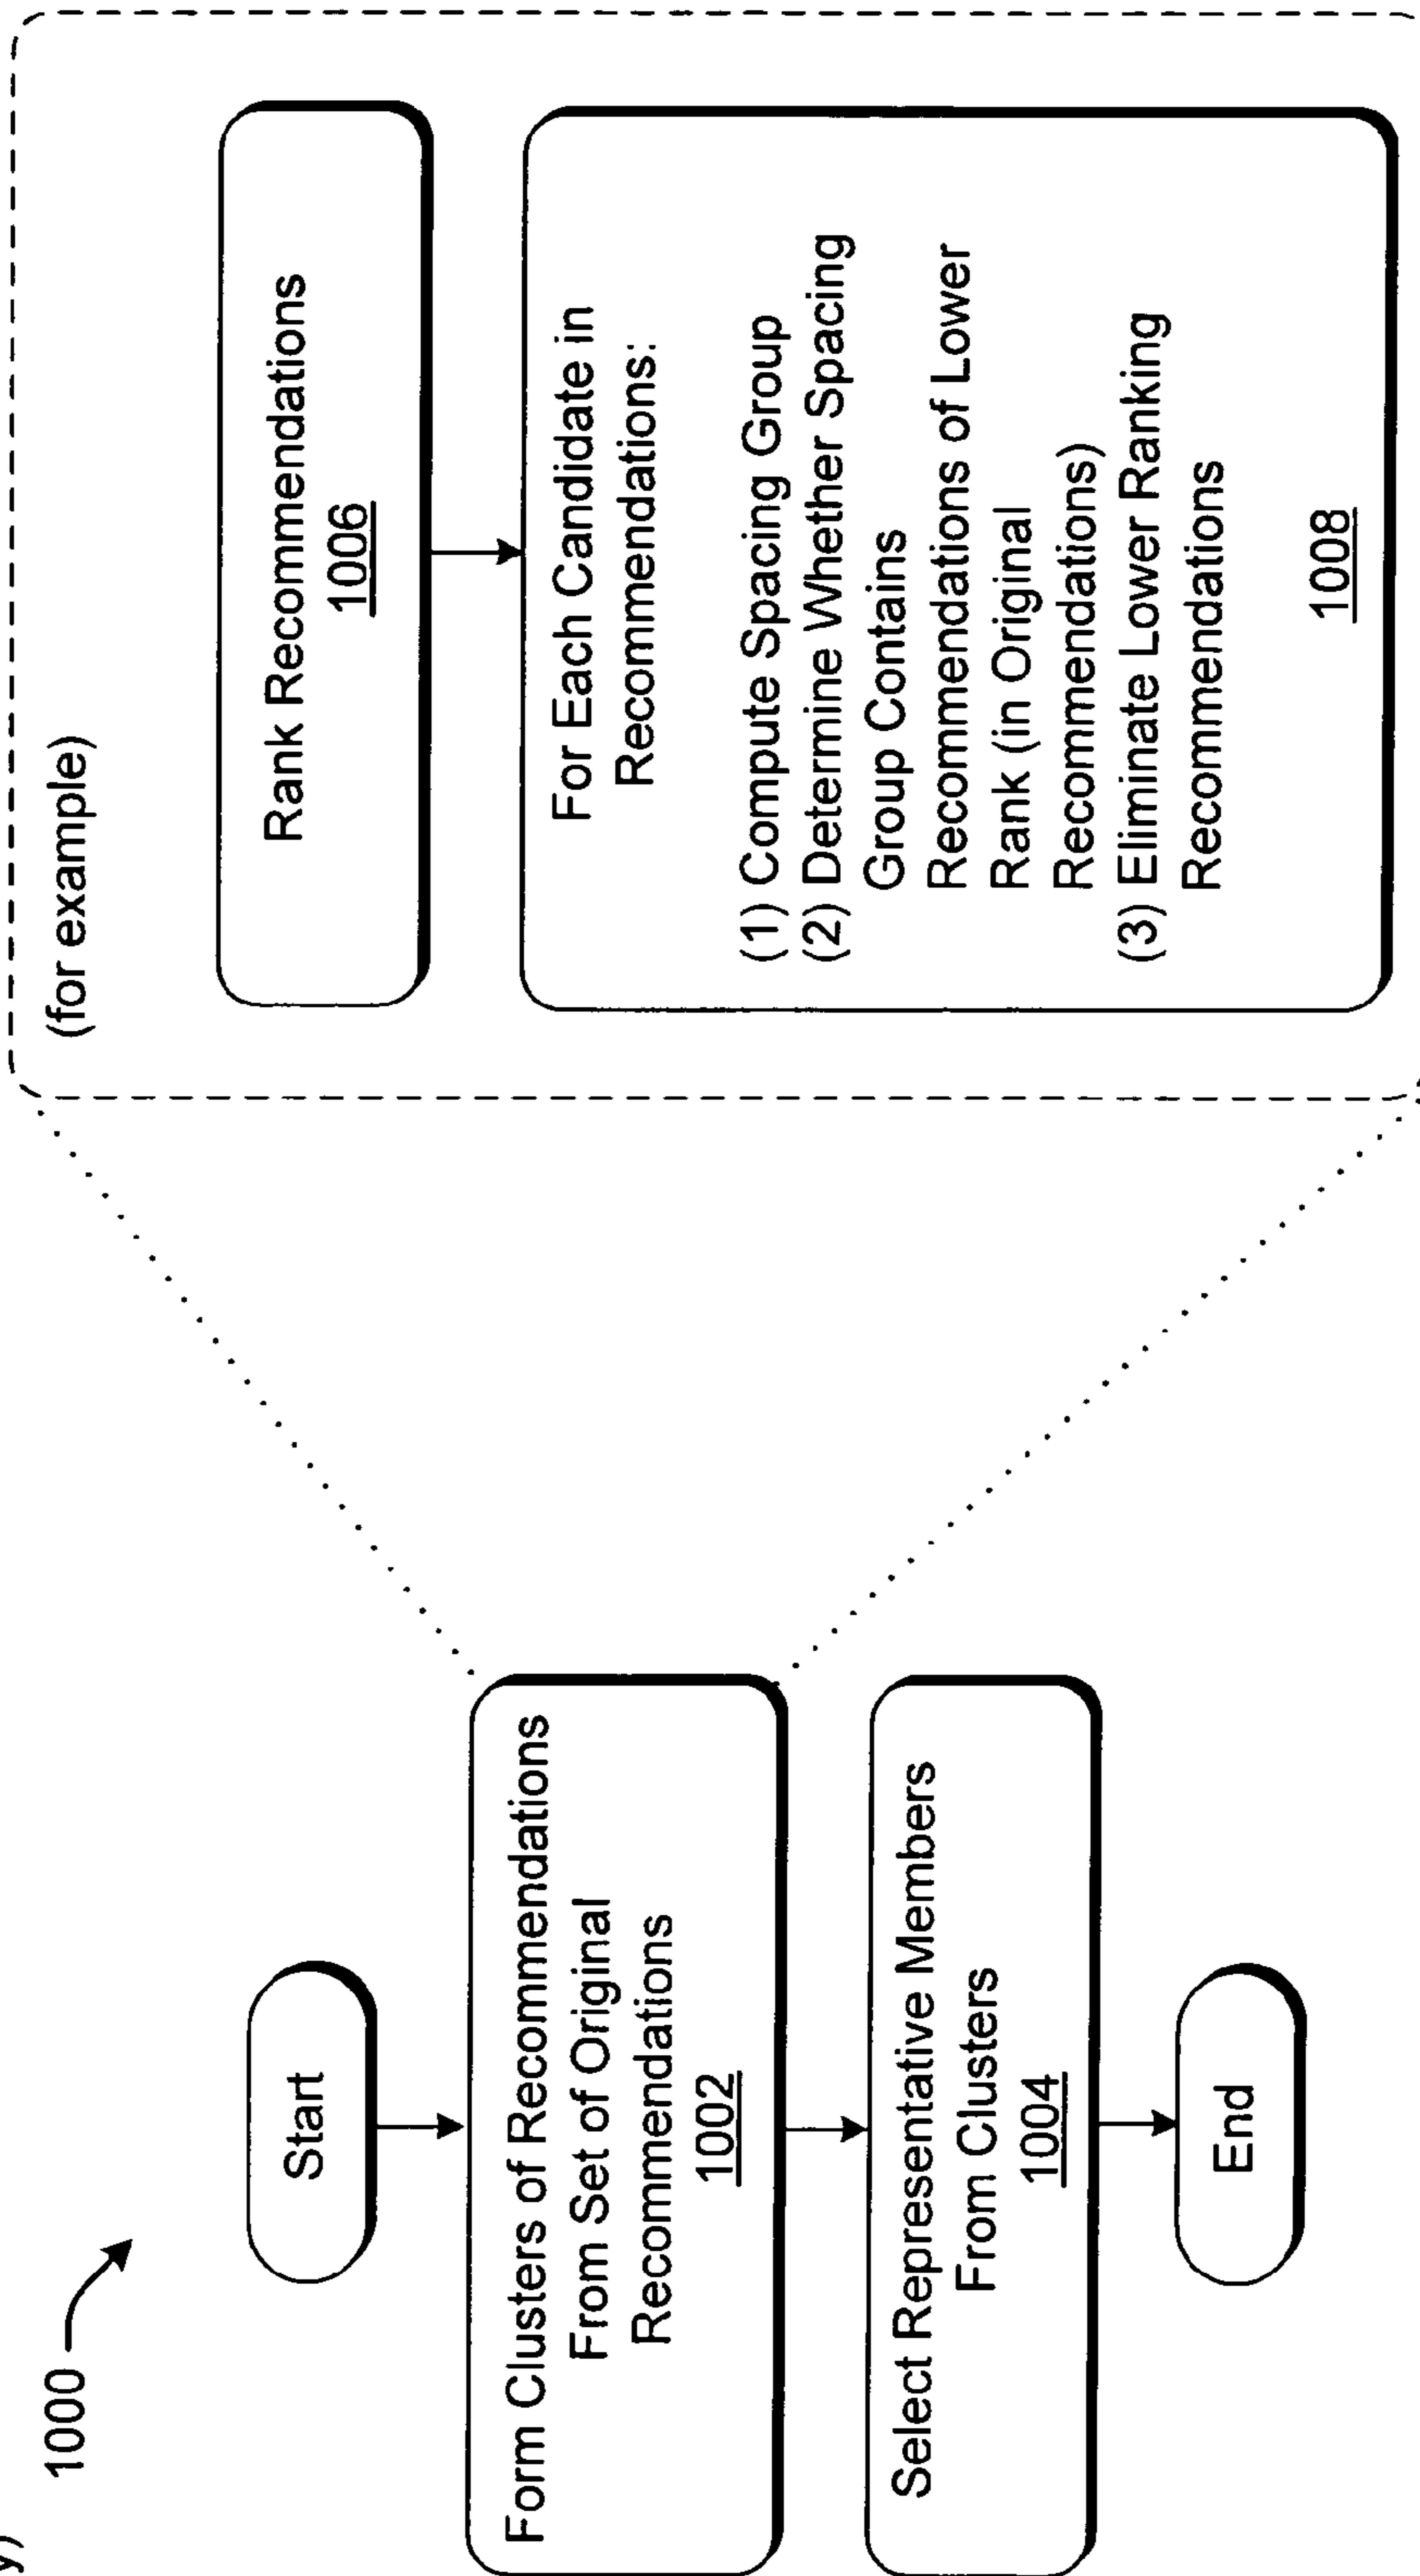 1000
Start
Form Clusters of Recommendations
From Set of Original
Recommendations
1002
Select Representative Members
From Clusters
1004
End
(for example)
Rank Recommendations
1006
For Each Candidate in
Recommendations:
(1) Compute Spacing Group
(2) Determine Whether Spacing
Group Contains
Recommendations of Lower
Rank (in Original
Recommendations)
(3) Eliminate Lower Ranking
Recommendations
1008